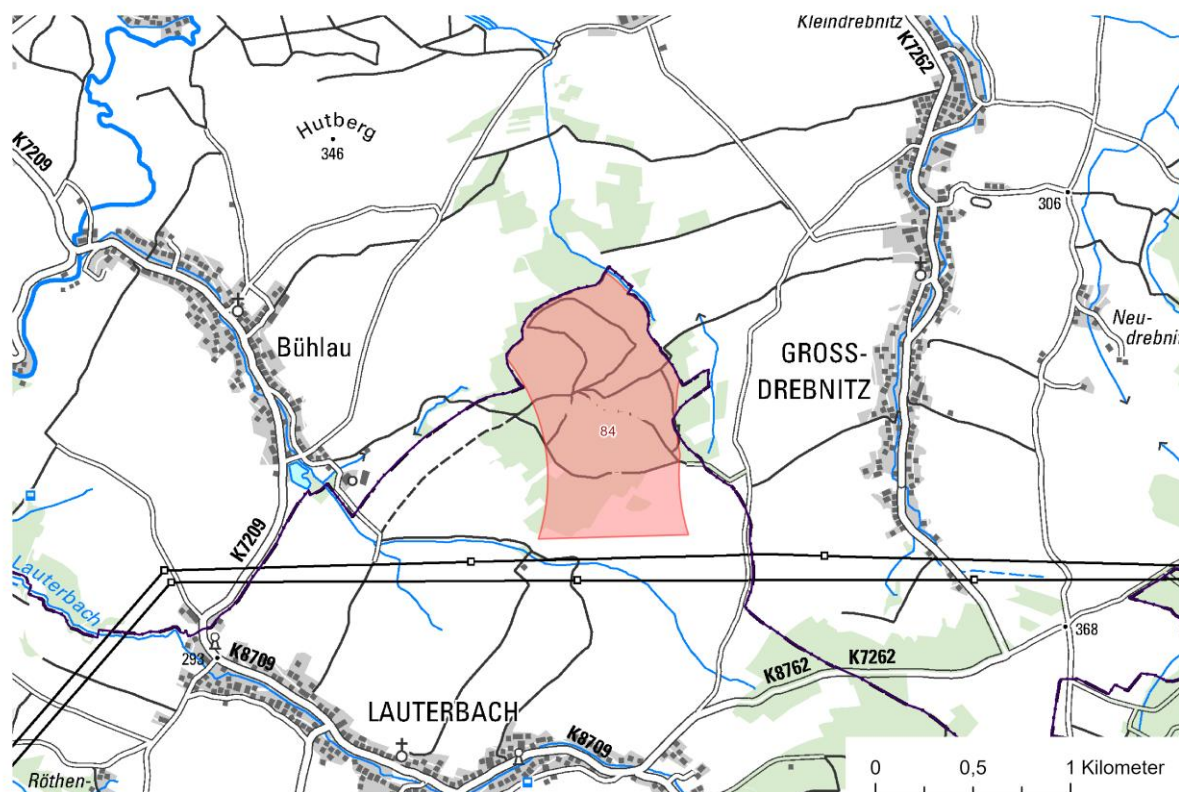 Kleindrebnitz
K7262
Hutberg
346
K7209
306
Neu-
drebnitz
Bühlau
GROSS-
DREBNITZ
84
K7209
Lauterbach
368
K8762
K7262
293
K8709
LAUTERBACH
K8709
Röthen-
0
0,5
1 Kilometer